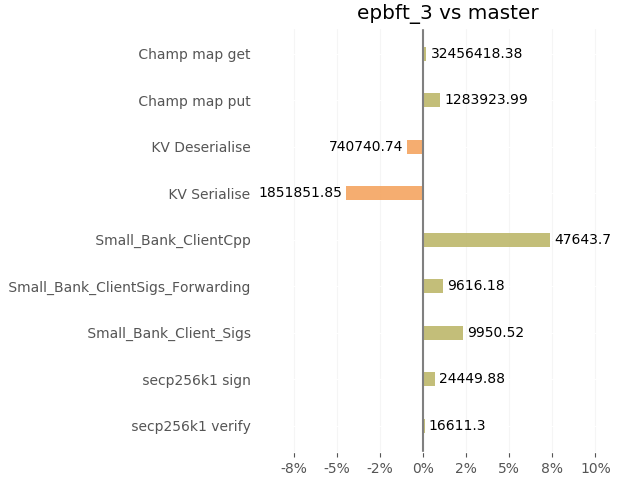 epbft_3 vs master
Champ map get 32456418.38
Champ map put 1283923.99
KV Deserialise 740740.74
KV Serialise 1851851.85
Small_Bank_ClientCpp 47643.7
Small_Bank_ClientSigs_Forwarding 9616.18
Small_Bank_Client_Sigs 9950.52
secp256k1 sign 24449.88
secp256k1 verify 16611.3
-8% -5% -2% 0% 2% 5% 8% 10%